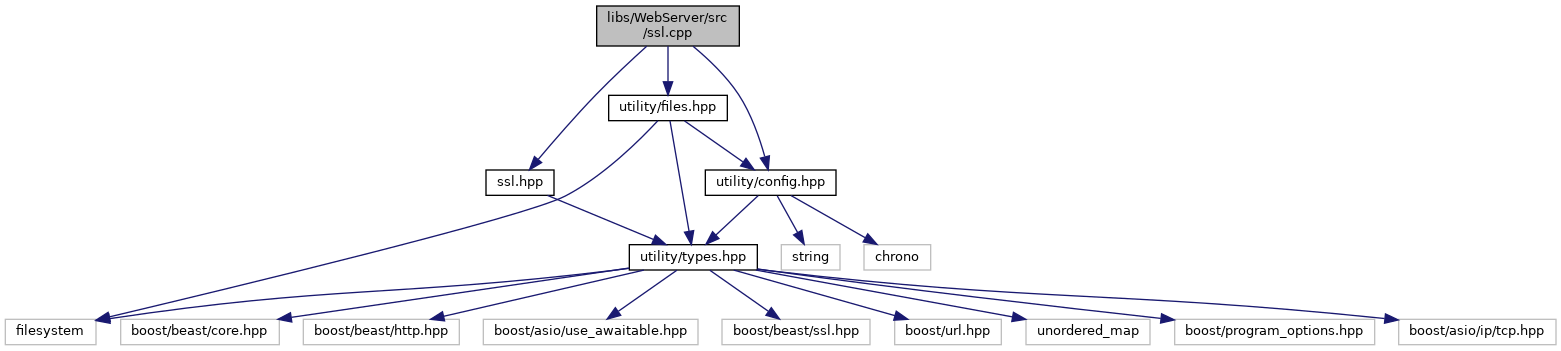 libs/WebServer/src
/ssl.cpp
utility/files.hpp
ssl.hpp
utility/config.hpp
utility/types.hpp
string
chrono
filesystem
boost/beast/core.hpp
boost/beast/http.hpp
boost/asio/use_awaitable.hpp
boost/beast/ssl.hpp
boost/url.hpp
unordered_map
boost/program_options.hpp
boost/asio/ip/tcp.hpp